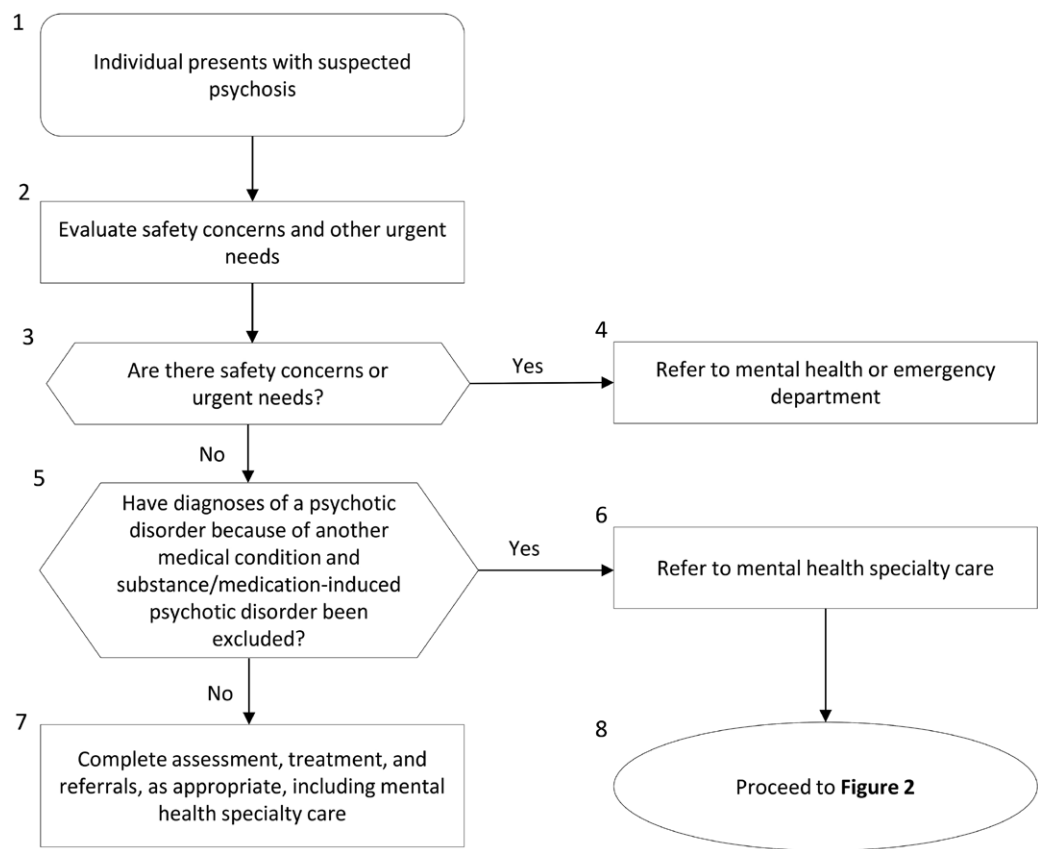 1
Individual presents with suspected
psychosis
2
Evaluate safety concerns and other urgent
needs
3
Are there safety concerns or
urgent needs?
Yes
4
Refer to mental health or emergency
department
No
5
Have diagnoses of a psychotic
disorder because of another
medical condition and
substance/medication-induced
psychotic disorder been
excluded?
Yes
6
Refer to mental health specialty care
No
7
Complete assessment, treatment, and
referrals, as appropriate, including mental
health specialty care
8
Proceed to Figure 2